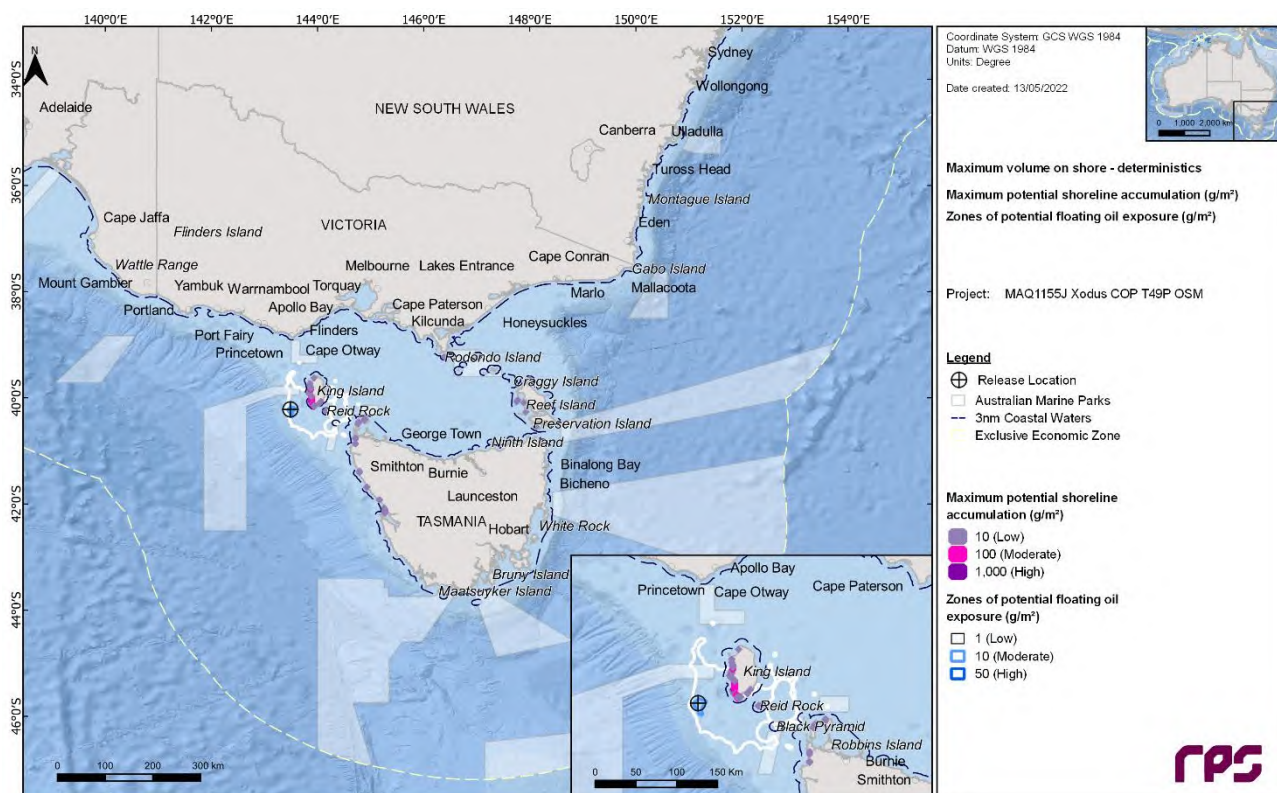 140°0'E 142°0'E 144°0'E 146°0'E 148°0'E 150°0'E 152°0'E 154°0'E
N
34°0'S
36°0'S
38°0'S
40°0'S
42°0'S
44°0'S
46°0'S
Sydney
Wollongong
Adelaide
NEW SOUTH WALES
Canberra
Ulladulla
Tuross Head
Montague Island
Cape Jaffa
Flinders Island
VICTORIA
Eden
Cape Conran
Wattle Range
Melbourne
Lakes Entrance
Gabo Island
Mount Gambier
Yambuk
Warrnambool
Torquay
Marlo
Mallacoota
Portland
Apollo Bay
Cape Paterson
Kilcunda
Honeysuckles
Port Fairy
Flinders
Princetown
Cape Otway
Rodondo Island
King Island
Craggy Island
Reid Rock
Reef Island
Preservation Island
George Town
Ninth Island
Smithton
Burnie
Binalong Bay
Bicheno
Launceston
TASMANIA
Hobart
White Rock
Bruny Island
Maatsuyker Island
0 100 200 300 km
Apollo Bay
Princetown
Cape Otway
Cape Paterson
King Island
Reid Rock
Black Pyramid
Robbins Island
Burnie
Smithton
0 50 100 150 Km
Coordinate System: GCS WGS 1984
Datum: WGS 1984
Units: Degree
Date created: 13/05/2022
0 1,000 2,000 km
Maximum volume on shore - deterministics
Maximum potential shoreline accumulation (g/m²)
Zones of potential floating oil exposure (g/m²)
Project: MAQ1155J Xodus COP T49P OSM
Legend
Release Location
Australian Marine Parks
3nm Coastal Waters
Exclusive Economic Zone
Maximum potential shoreline
accumulation (g/m²)
10 (Low)
100 (Moderate)
1,000 (High)
Zones of potential floating oil
exposure (g/m²)
1 (Low)
10 (Moderate)
50 (High)
rps